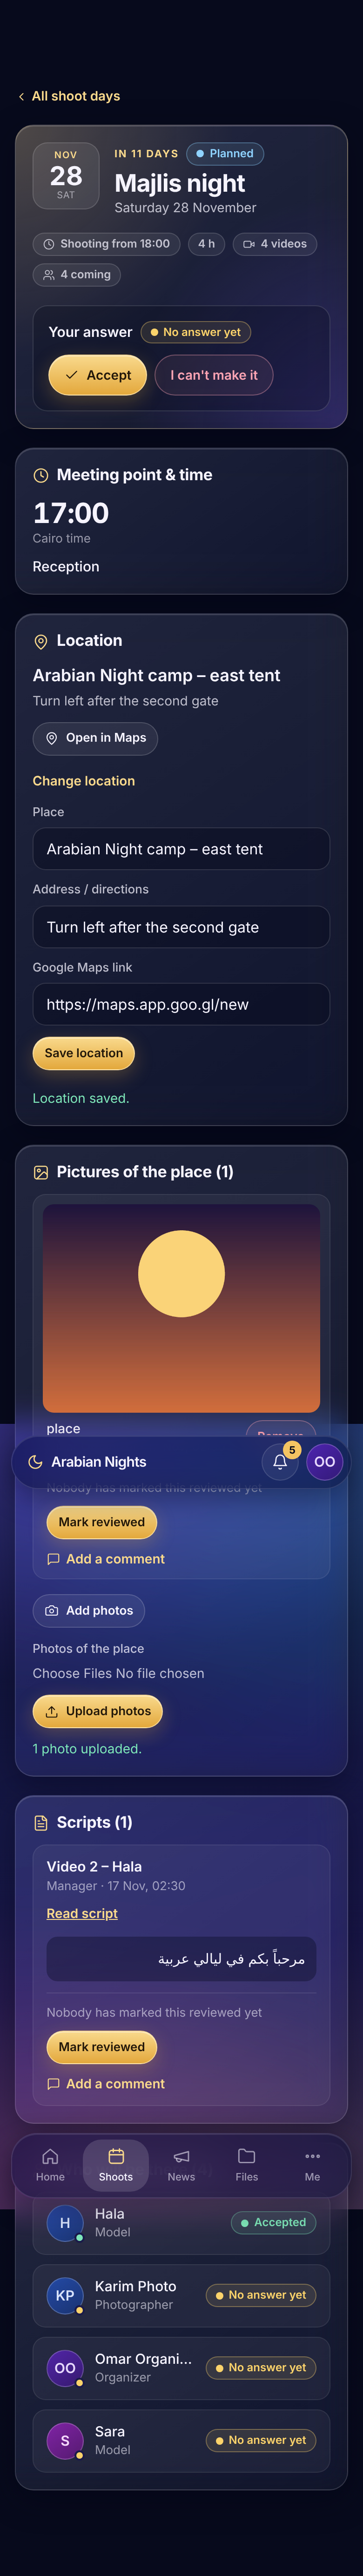 All shoot days
NOV
28
SAT
IN 11 DAYS
Planned
Majlis night
Saturday 28 November
Shooting from 18:00
4 h
4 videos
4 coming
Your answer
No answer yet
Accept
I can't make it
Meeting point & time
17:00
Cairo time
Reception
Location
Arabian Night camp – east tent
Turn left after the second gate
Open in Maps
Change location
Place
Arabian Night camp – east tent
Address / directions
Turn left after the second gate
Google Maps link
https://maps.app.goo.gl/new
Save location
Location saved.
Pictures of the place (1)
place
Arabian Nights
5
OO
Nobody has marked this reviewed yet
Mark reviewed
Add a comment
Add photos
Photos of the place
Choose Files No file chosen
Upload photos
1 photo uploaded.
Scripts (1)
Video 2 – Hala
Manager · 17 Nov, 02:30
Read script
مرحباً بكم في ليالي عربية
Nobody has marked this reviewed yet
Mark reviewed
Add a comment
Home
Shoots
News
Files
Me
H
Hala
Model
Accepted
KP
Karim Photo
Photographer
No answer yet
OO
Omar Organi...
Organizer
No answer yet
S
Sara
Model
No answer yet